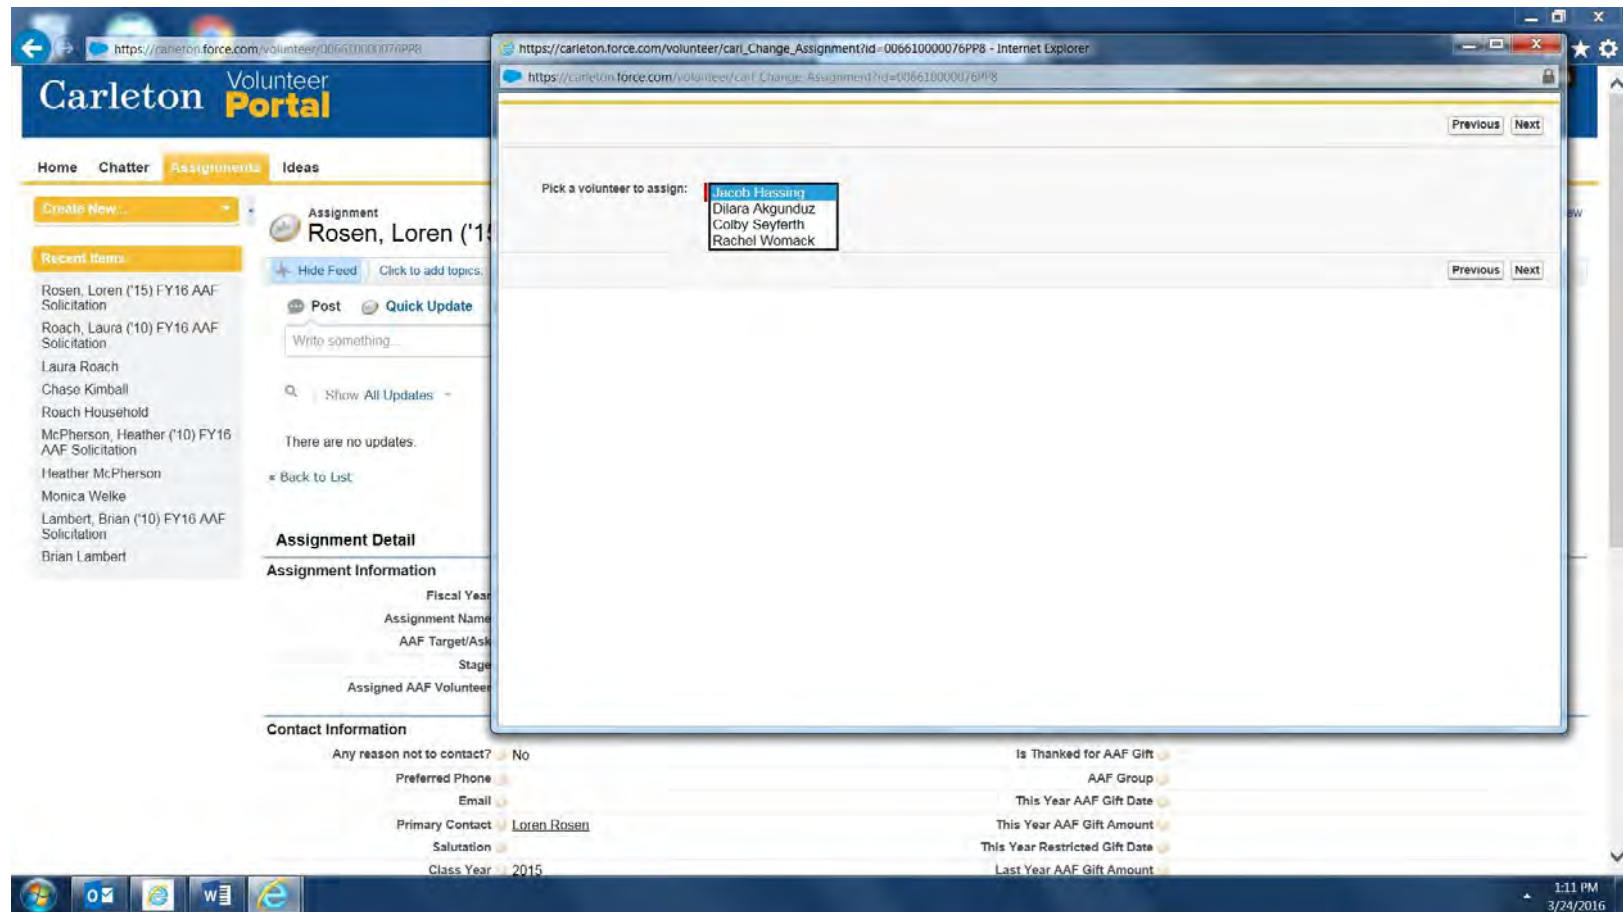 https://carleton.force.com/volunteer/006610000076PP8
https://carleton.force.com/volunteer/carl_Change_Assignment?id=006610000076PP8 - Internet Explorer
https://carleton.force.com/volunteer/carl_Change_Assignment?id=006610000076PP8
Carleton Volunteer Portal
Home Chatter Assignments Ideas
Create New...
Recent Items
Rosen, Loren ('15) FY16 AAF
Solicitation
Roach, Laura ('10) FY16 AAF
Solicitation
Laura Roach
Chase Kimball
Roach Household
McPherson, Heather ('10) FY16
AAF Solicitation
Heather McPherson
Monica Welke
Lambert, Brian ('10) FY16 AAF
Solicitation
Brian Lambert
Assignment
Rosen, Loren ('15
Hide Feed Click to add topics.
Post Quick Update
Write something...
Show All Updates
There are no updates.
« Back to List
Assignment Detail
Assignment Information
Fiscal Year
Assignment Name
AAF Target/Ask
Stage
Assigned AAF Volunteer
Contact Information
Any reason not to contact? No
Preferred Phone
Email
Primary Contact Loren Rosen
Salutation
Class Year 2015
Is Thanked for AAF Gift
AAF Group
This Year AAF Gift Date
This Year AAF Gift Amount
This Year Restricted Gift Date
Last Year AAF Gift Amount
Previous Next
Pick a volunteer to assign:
Jacob Hassing
Dilara Akgunduz
Colby Seyferth
Rachel Womack
Previous Next
1:11 PM
3/24/2016